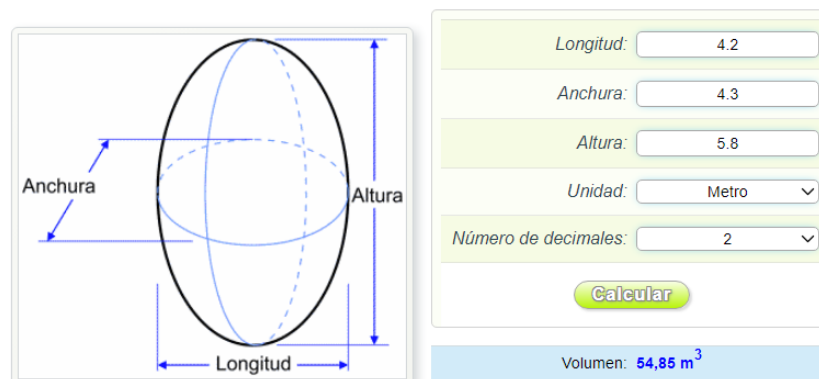 Anchura
Altura
Longitud
Longitud: 4.2
Anchura: 4.3
Altura: 5.8
Unidad: Metro
Número de decimales: 2
Calcular
Volumen: 54,85 m³